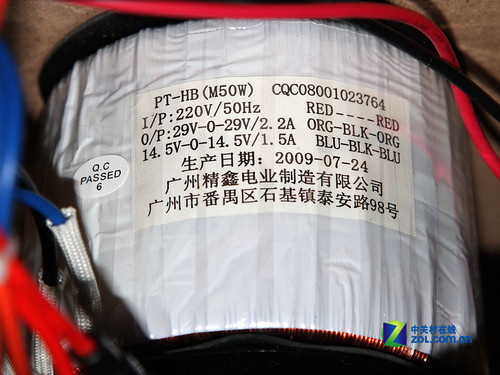 PT-HB(M50W) CQC08001023764
I/P:220V/50Hz RED----RED
O/P:29V-0-29V/2.2A ORG-BLK-ORG
14.5V-0-14.5V/1.5A BLU-BLK-BLU
生产日期：2009-07-24
广州精鑫电业制造有限公司
广州市番禺区石基镇泰安路98号
Q.C
PASSED
6
中关村在线
ZOL.COM.CN